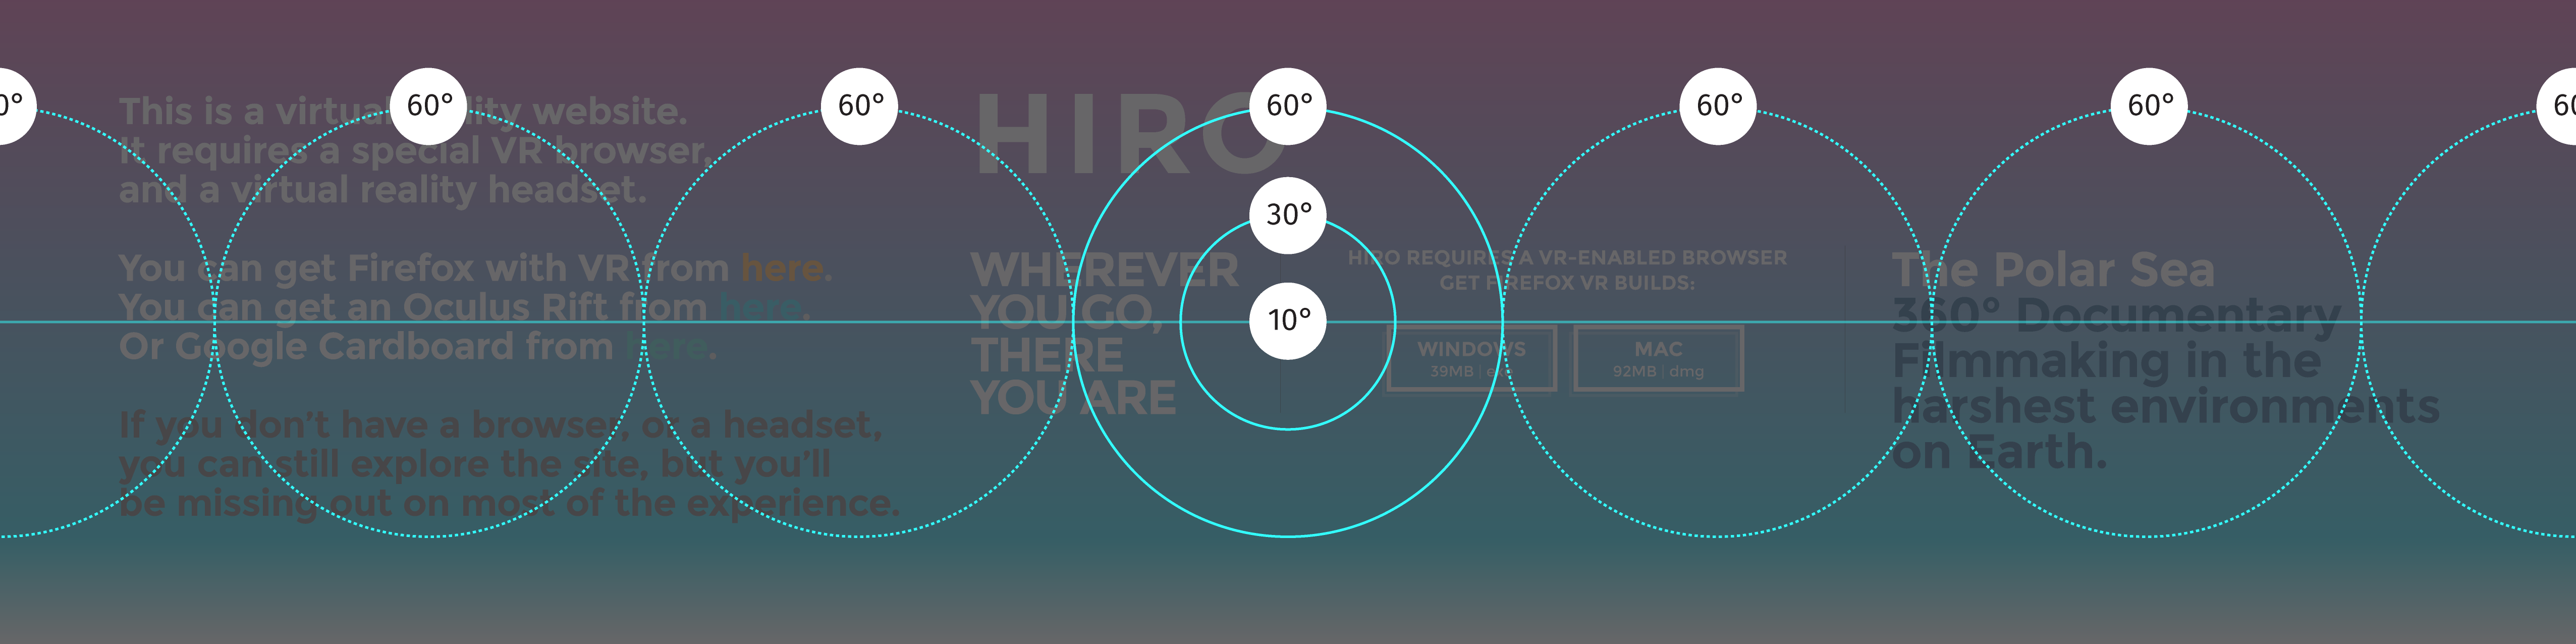 0°
60°
60°
60°
60°
60°
60
30°
10°
This is a virtual reality website.
It requires a special VR browser,
and a virtual reality headset.
You can get Firefox with VR from here.
You can get an Oculus Rift from here.
Or Google Cardboard from here.
If you don’t have a browser, or a headset,
you can still explore the site, but you’ll
be missing out on most of the experience.
HIRO
WHEREVER
YOU GO,
THERE
YOU ARE
HIRO REQUIRES A VR-ENABLED BROWSER
GET FIREFOX VR BUILDS:
WINDOWS
39MB | exe
MAC
92MB | dmg
The Polar Sea
360° Documentary
Filmmaking in the
harshest environments
on Earth.